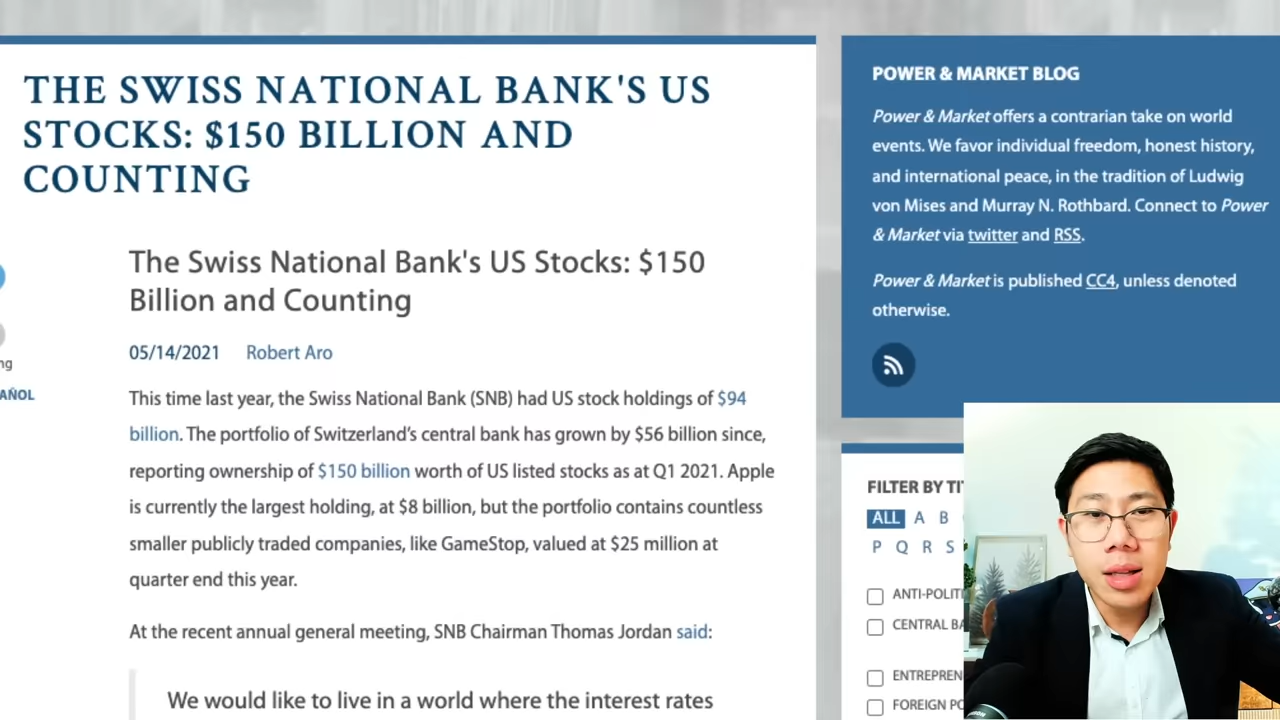 THE SWISS NATIONAL BANK'S US
STOCKS: $150 BILLION AND
COUNTING
The Swiss National Bank's US Stocks: $150
Billion and Counting
05/14/2021 Robert Aro
This time last year, the Swiss National Bank (SNB) had US stock holdings of $94
billion. The portfolio of Switzerland's central bank has grown by $56 billion since,
reporting ownership of $150 billion worth of US listed stocks as at Q1 2021. Apple
is currently the largest holding, at $8 billion, but the portfolio contains countless
smaller publicly traded companies, like GameStop, valued at $25 million at
quarter end this year.
At the recent annual general meeting, SNB Chairman Thomas Jordan said:
We would like to live in a world where the interest rates
ng
AÑOL
POWER & MARKET BLOG
Power & Market offers a contrarian take on world
events. We favor individual freedom, honest history,
and international peace, in the tradition of Ludwig
von Mises and Murray N. Rothbard. Connect to Power
& Market via twitter and RSS.
Power & Market is published CC4, unless denoted
otherwise.
FILTER BY TI
ALL A B
P Q R S
ANTI-POLITI
CENTRAL BA
ENTREPREN
FOREIGN PO